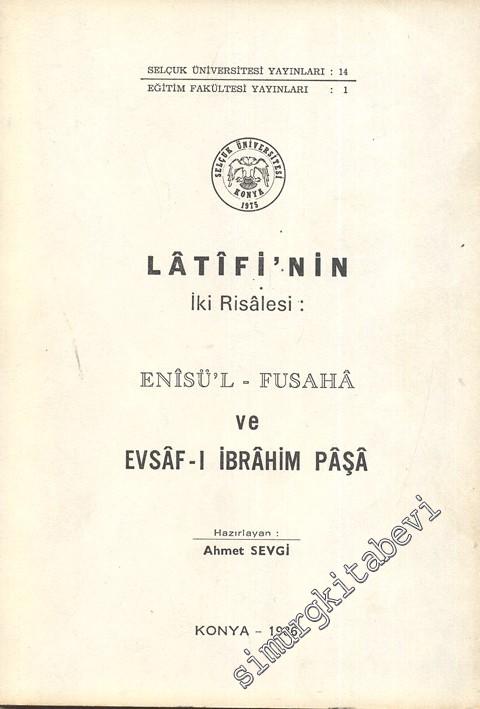 SELÇUK ÜNİVERSİTESİ YAYINLARI : 14
EĞİTİM FAKÜLTESİ YAYINLARI : 1
SELÇUK ÜNİVERSİTESİ
KONYA
1975
LÂTÎFİ'NİN
İki Risâlesi :
ENÎSÜ'L - FUSAHÂ
ve
EVSÂF-I İBRÂHİM PÂŞÂ
Hazırlayan :
Ahmet SEVGİ
KONYA -
simurgkitabevi